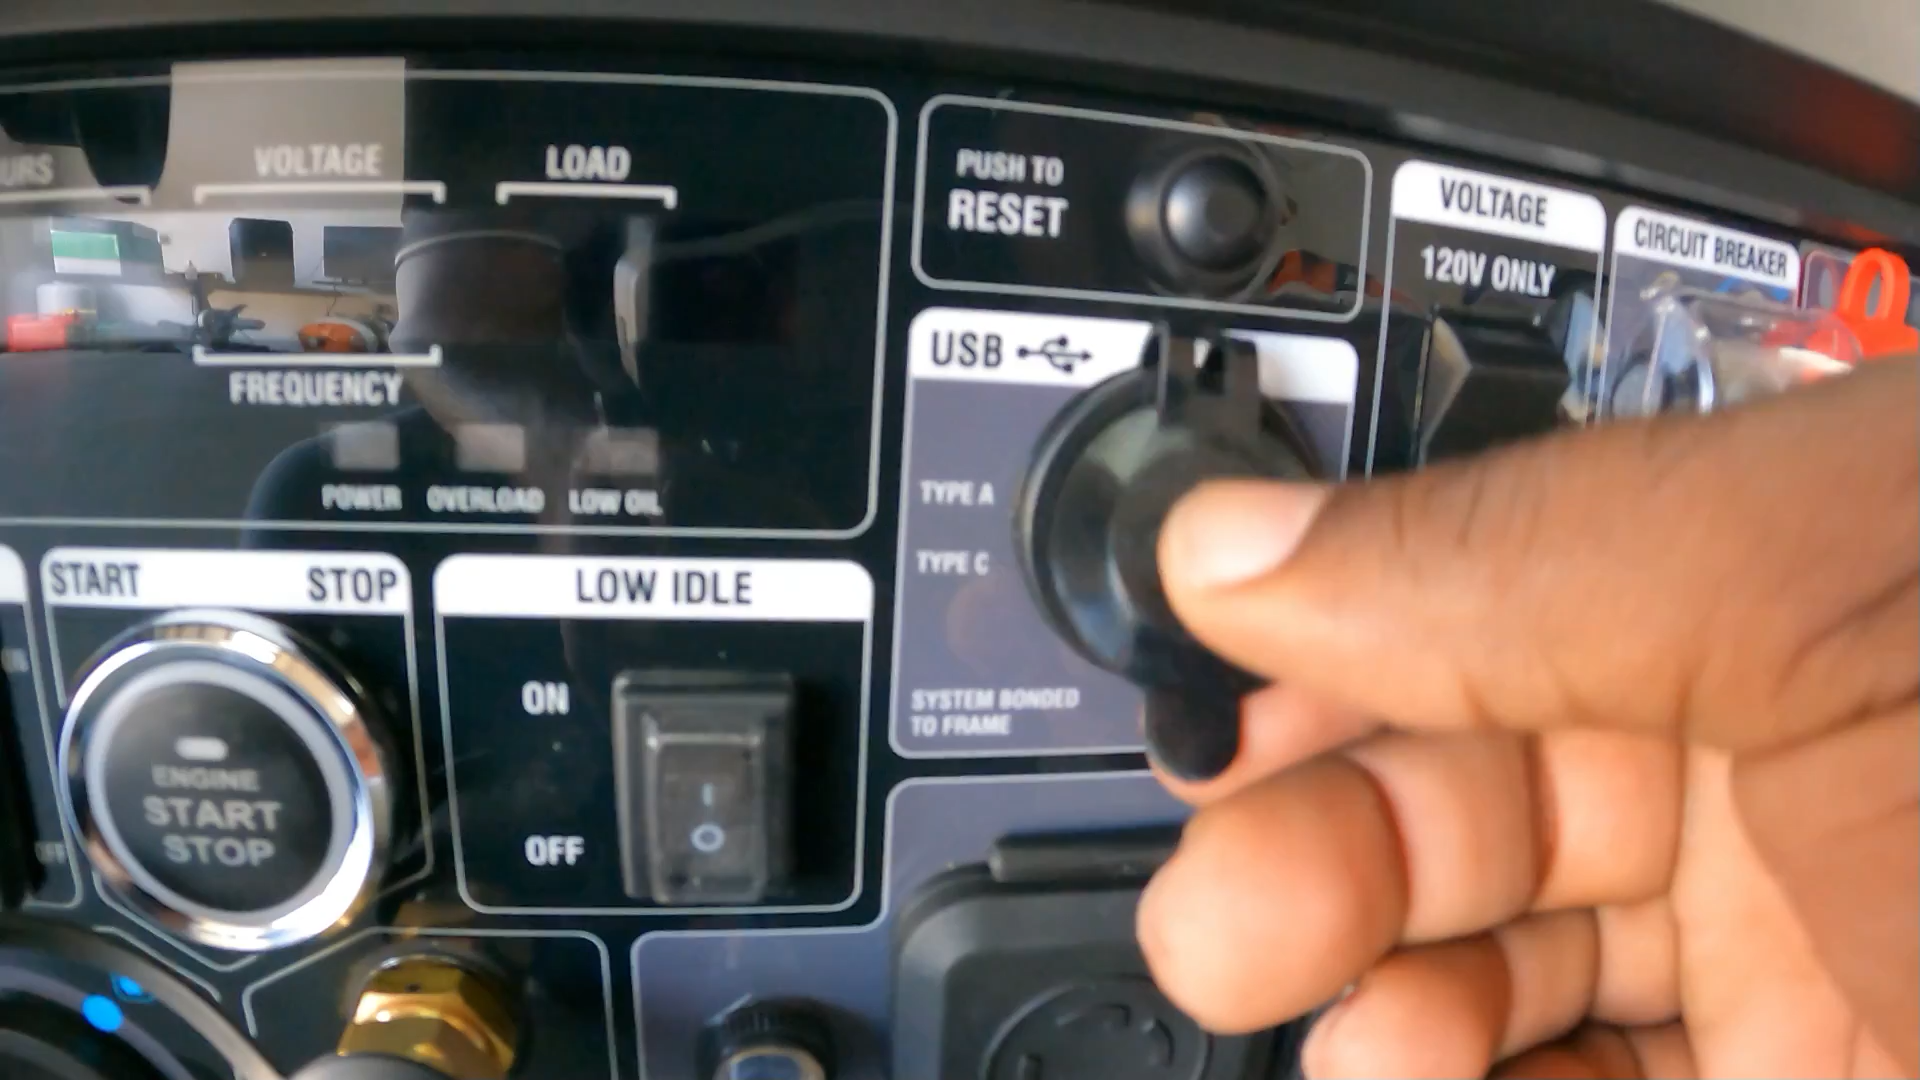 VOLTAGE
LOAD
FREQUENCY
POWER
OVERLOAD
LOW OIL
PUSH TO
RESET
VOLTAGE
120V ONLY
CIRCUIT BREAKER
USB
TYPE A
TYPE C
SYSTEM BONDED
TO FRAME
START
STOP
ENGINE
START
STOP
LOW IDLE
ON
OFF